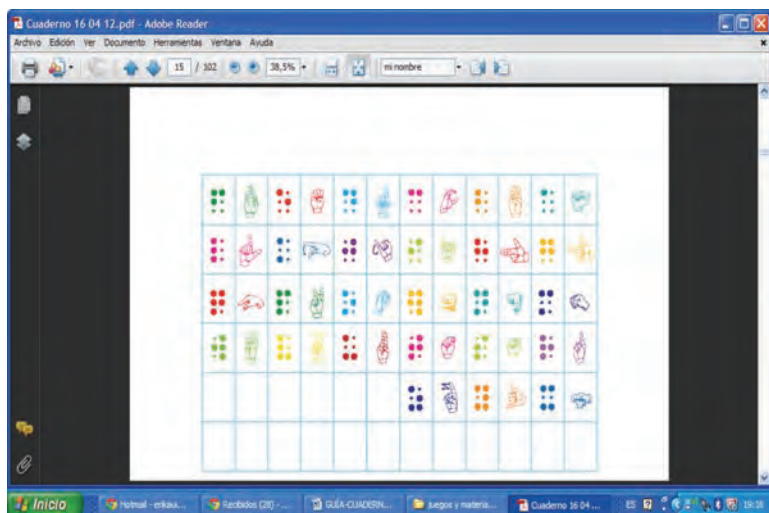 Cuaderno 16 04 12.pdf - Adobe Reader
Archivo Edición Ver Documento Herramientas Ventana Ayuda
15 / 102 38,5% mi nombre
Inicio Hotmail - erikau... Recibidos (28) - ... GUÍA-CUADERN... juegos y materia... Cuaderno 16 04 ... ES 19:38